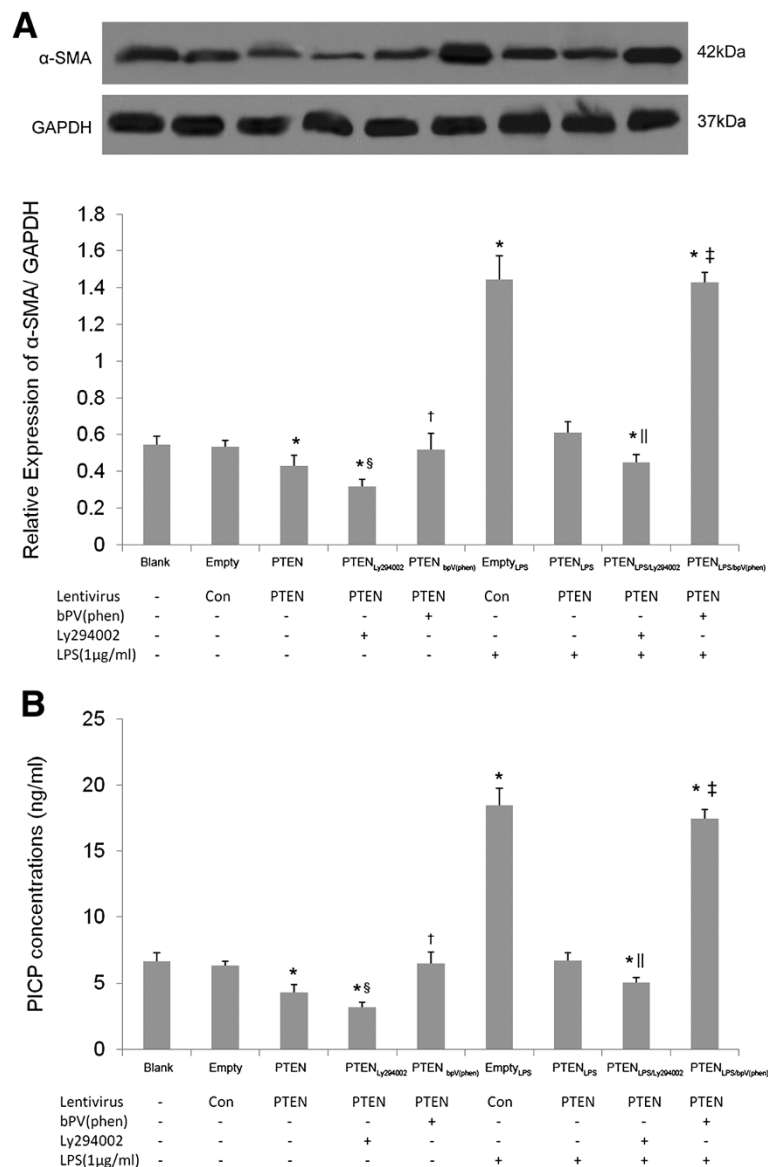 A
α-SMA
42kDa
GAPDH
37kDa
Relative Expression of α-SMA/ GAPDH
1.8
1.6
1.4
1.2
1
0.8
0.6
0.4
0.2
0
*
*§
†
*
*||
* ‡
Blank Empty PTEN PTENLy294002 PTEN bpV(phen) EmptyLPS PTENLPS PTENLPS/Ly294002 PTENLPS/bpV(phen)
Lentivirus - Con PTEN PTEN PTEN Con PTEN PTEN PTEN
bPV(phen) - - - - + - - - +
Ly294002 - - - + - - - + -
LPS(1μg/ml) - - - - - + + + +
B
PICP concentrations (ng/ml)
25
20
15
10
5
0
*
*§
†
*
*||
* ‡
Blank Empty PTEN PTENLy294002 PTEN bpV(phen) EmptyLPS PTENLPS PTENLPS/Ly294002 PTENLPS/bpV(phen)
Lentivirus - Con PTEN PTEN PTEN Con PTEN PTEN PTEN
bPV(phen) - - - - + - - - +
Ly294002 - - - + - - - + -
LPS(1μg/ml) - - - - - + + + +